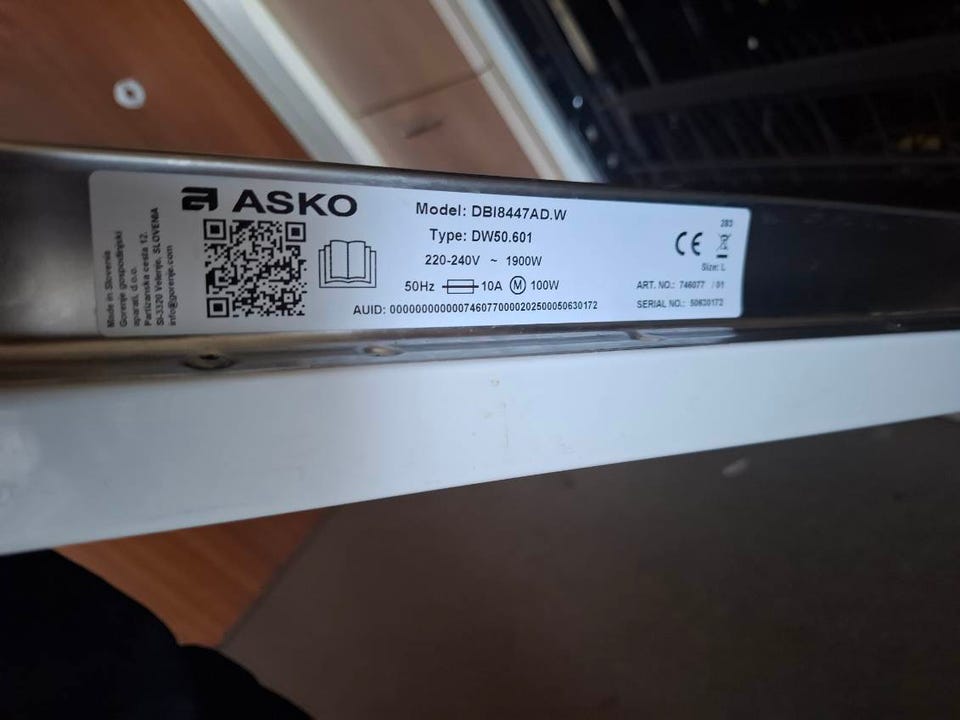 ASKO
Model: DBI8447AD.W
Type: DW50.601
220-240V ~ 1900W
50Hz 10A M 100W
AUID: 0000000000007460770000202500050630172
CE
283
Size: L
ART. NO.: 746077 / 01
SERIAL NO.: 50630172
Made in Slovenia
Gorenje gospodinjski
aparati, d.o.o.
Partizanska cesta 12,
SI-3320 Velenje, SLOVENIA
info@gorenje.com